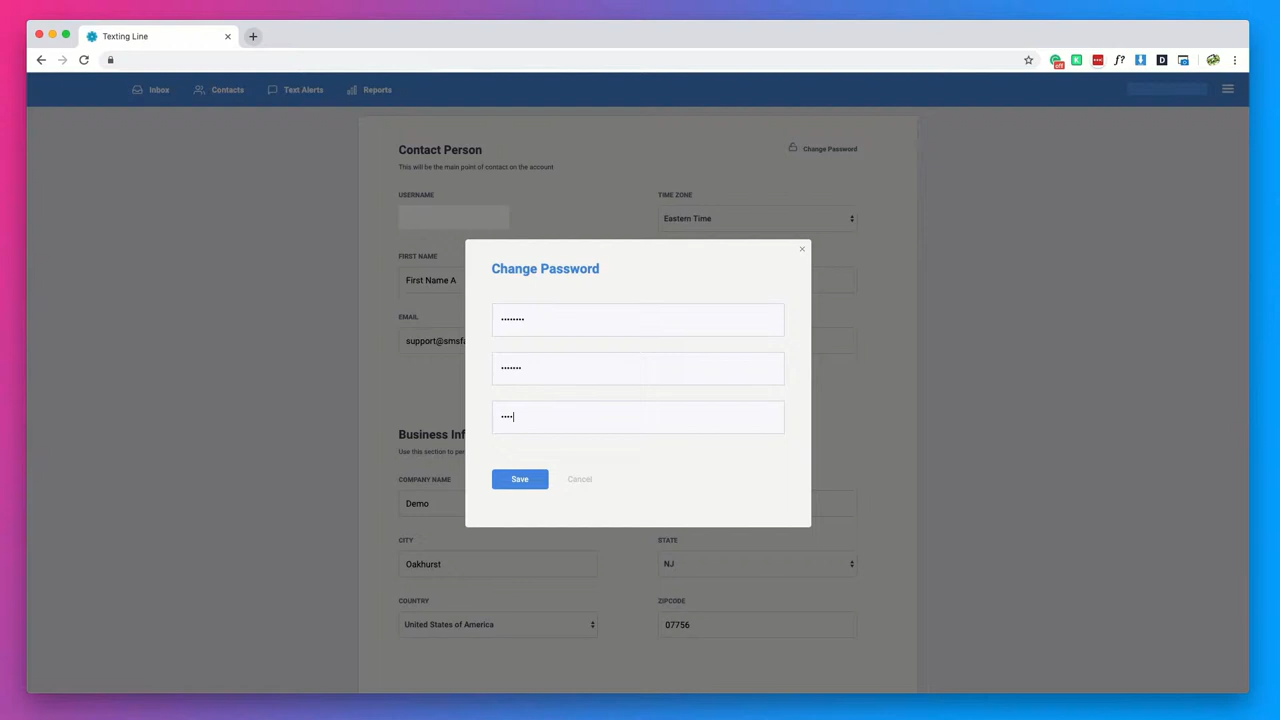 Texting Line
Inbox
Contacts
Text Alerts
Reports
Contact Person
Change Password
This will be the main point of contact on the account
USERNAME
TIME ZONE
Eastern Time
FIRST NAME
First Name A
EMAIL
support@smsfa
Change Password
••••••••
•••••••
••••
Save
Cancel
Business Inf
Use this section to per
COMPANY NAME
Demo
CITY
STATE
Oakhurst
NJ
COUNTRY
ZIPCODE
United States of America
07756